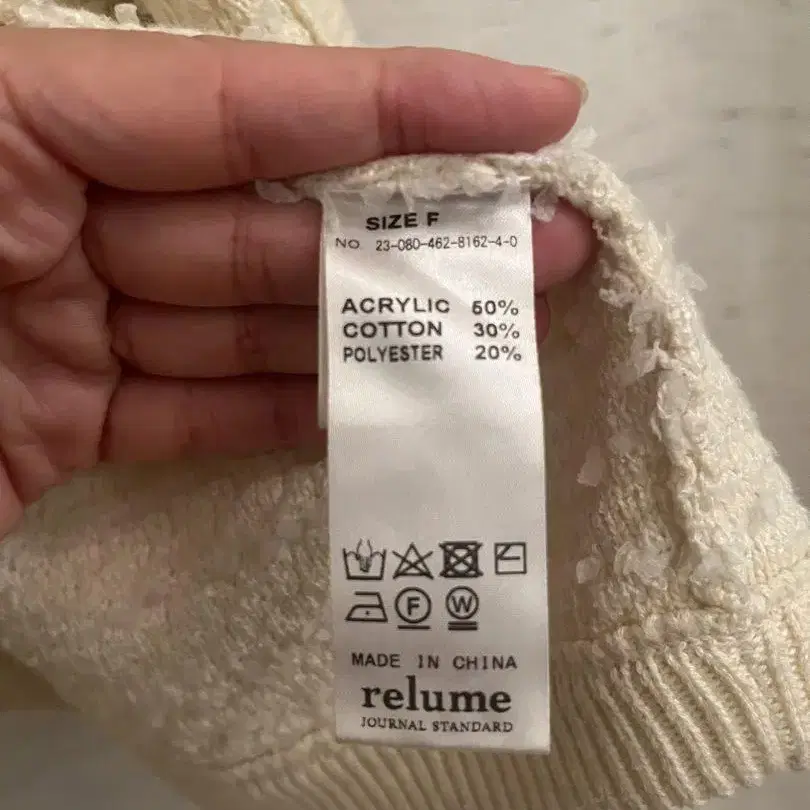 SIZE F
NO. 23-080-462-8162-4-0
ACRYLIC 50%
COTTON 30%
POLYESTER 20%
F W
MADE IN CHINA
relume
JOURNAL STANDARD